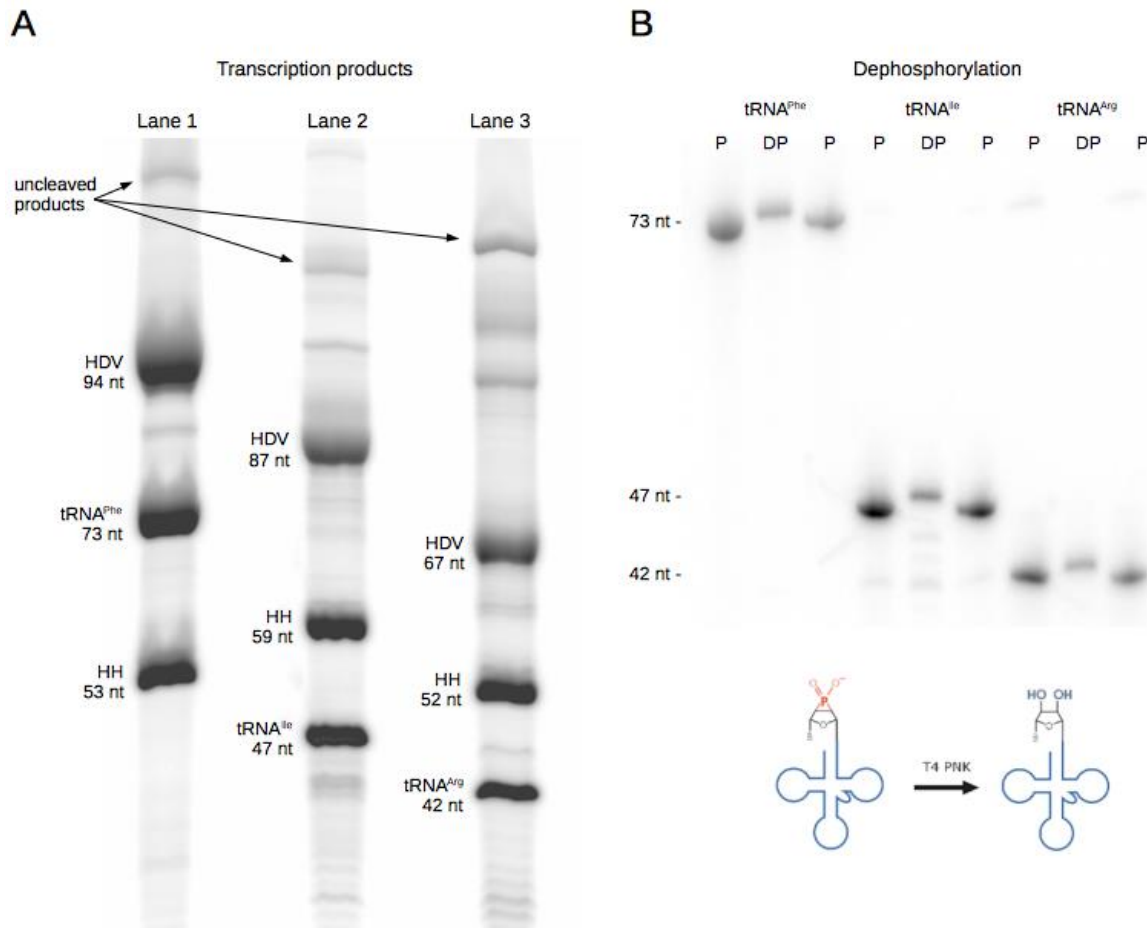 A
Transcription products
Lane 1
Lane 2
Lane 3
uncleaved
products
HDV
94 nt
tRNAPhe
73 nt
HH
53 nt
HDV
87 nt
HH
59 nt
tRNAIle
47 nt
HDV
67 nt
HH
52 nt
tRNAArg
42 nt
B
Dephosphorylation
tRNAPhe
tRNAIle
tRNAArg
P DP P P DP P P DP P
73 nt -
47 nt -
42 nt -
O O-
P
O
T4 PNK
HO OH
O